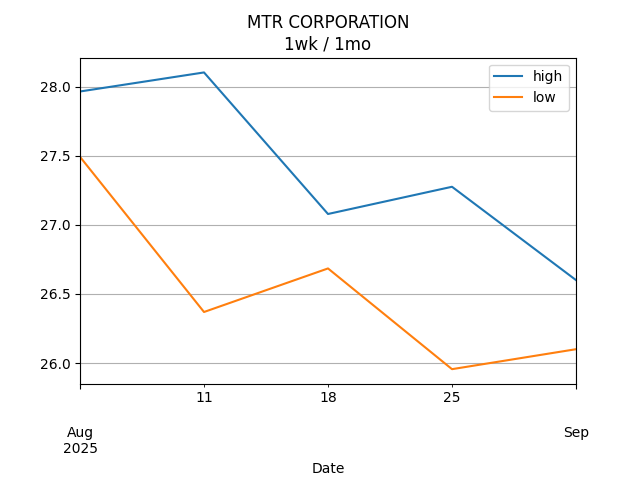 MTR CORPORATION
1wk / 1mo
high
low
28.0
27.5
27.0
26.5
26.0
11
18
25
Aug
2025
Sep
Date